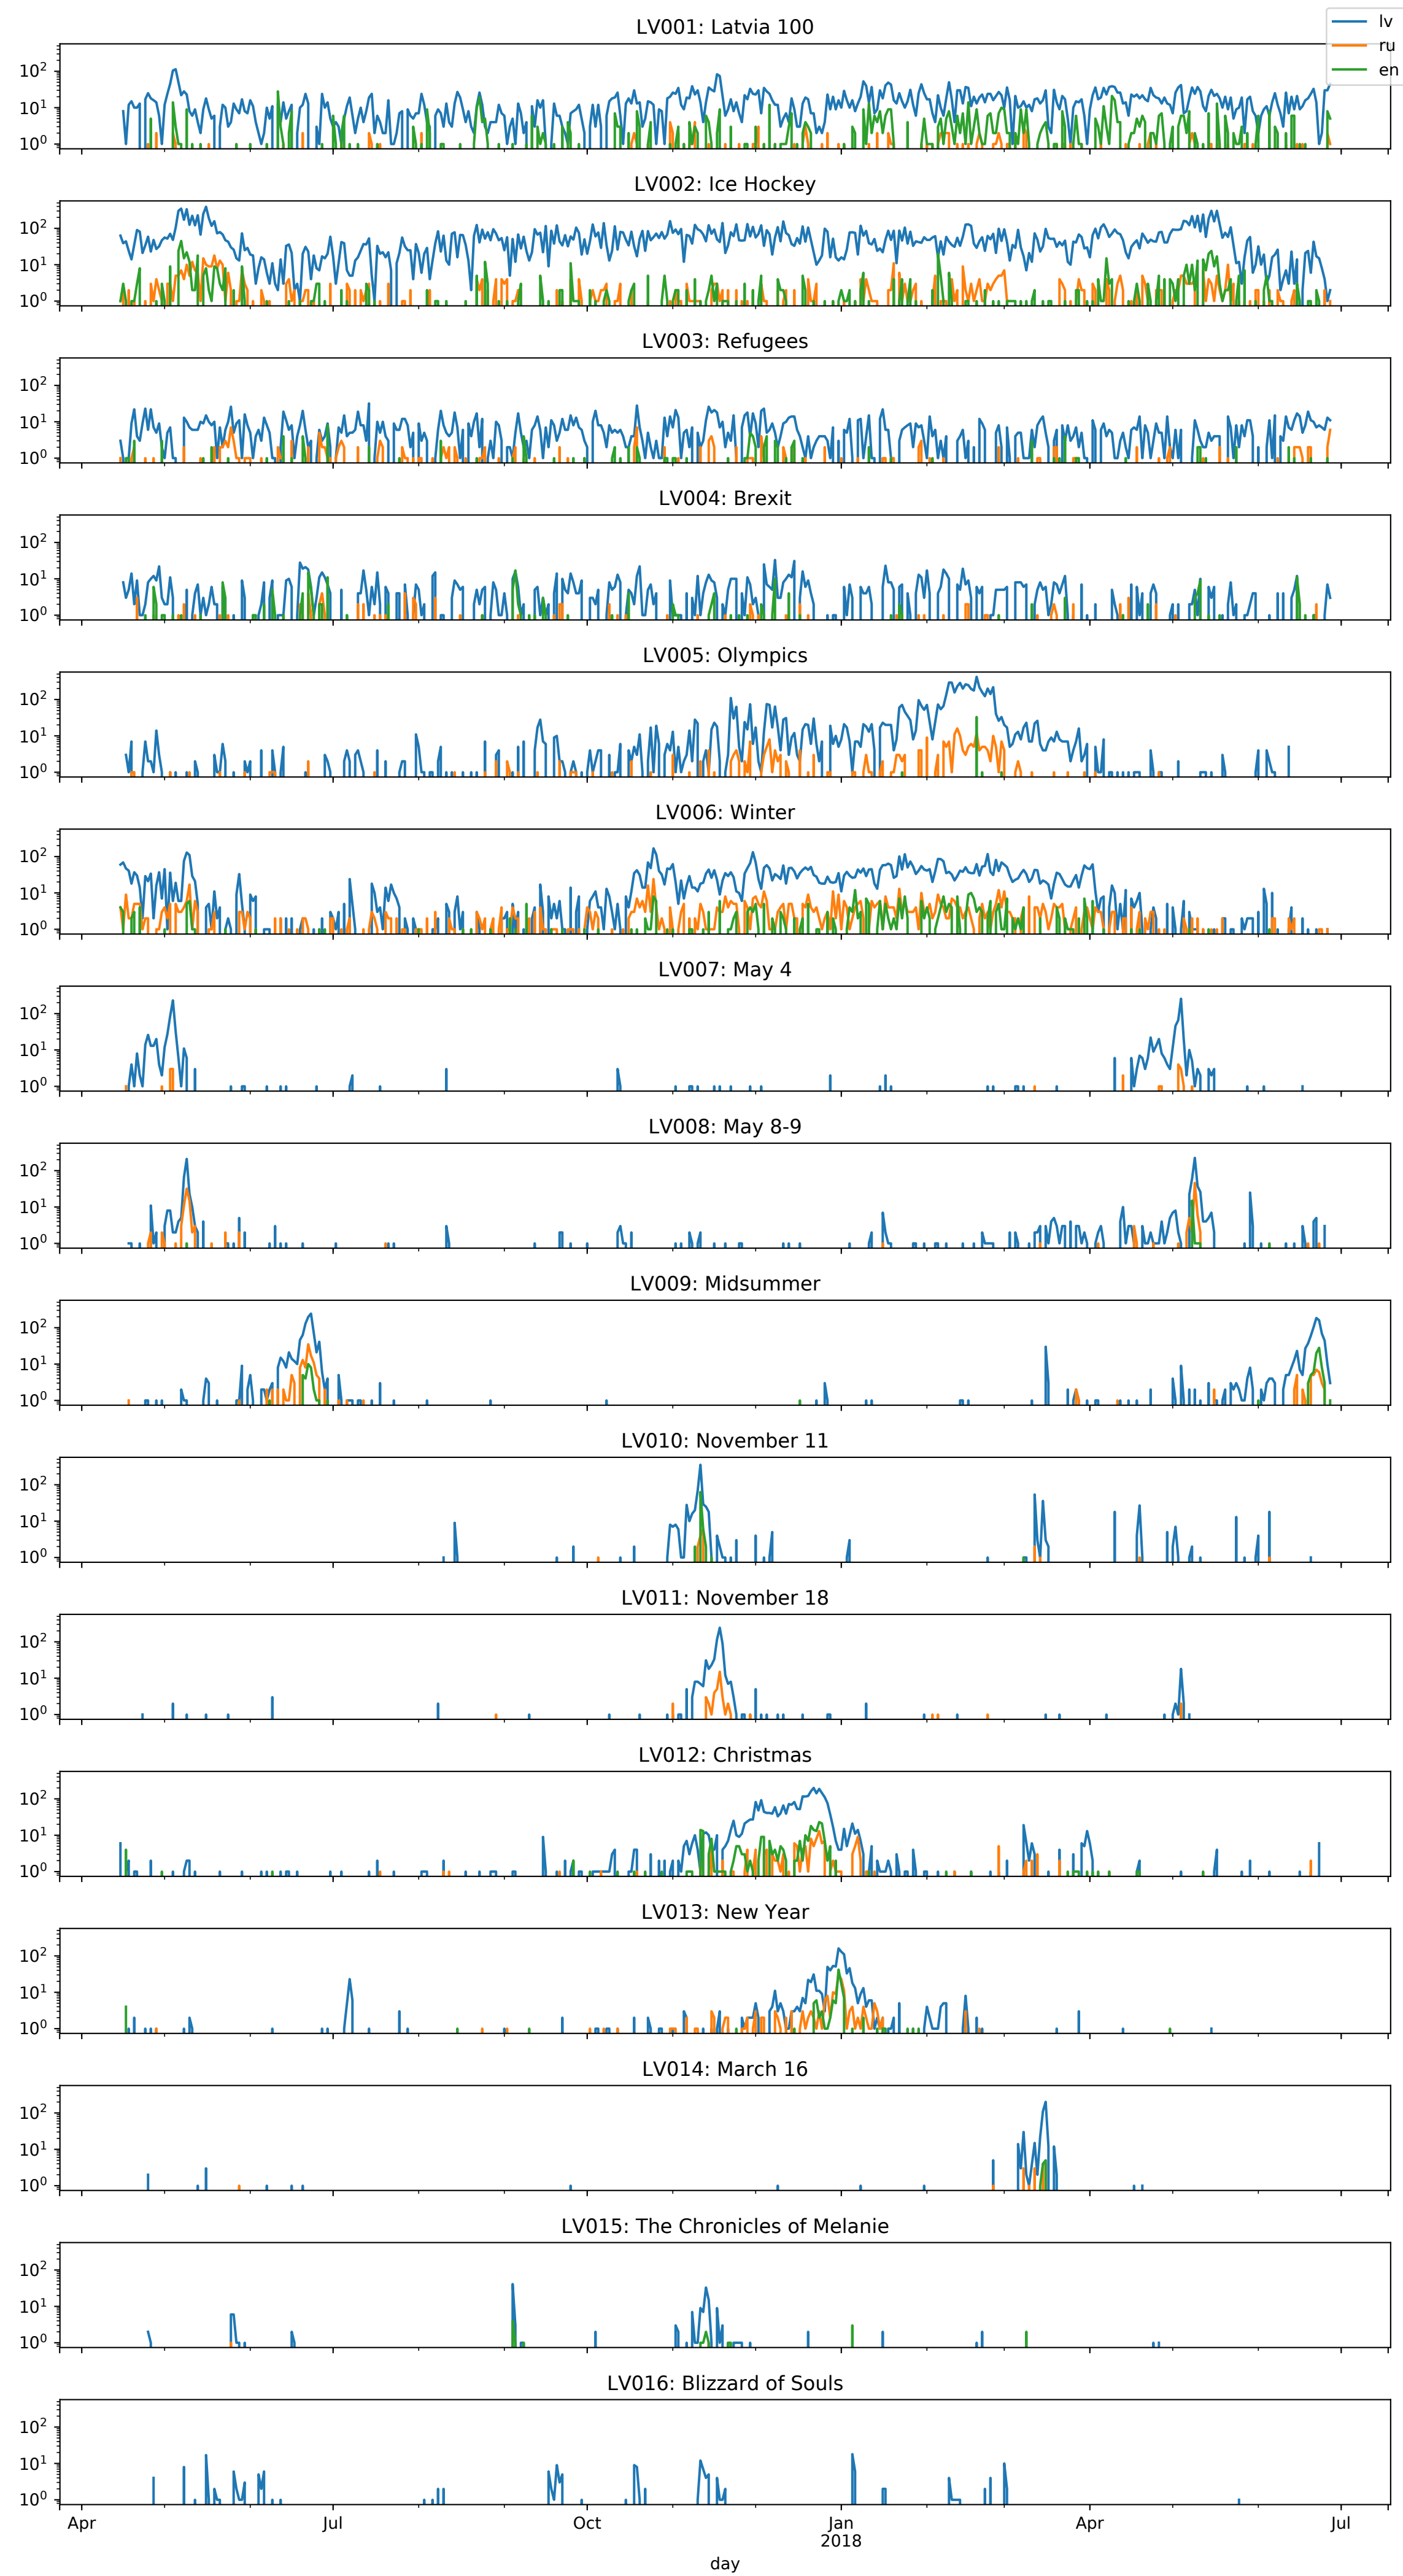 LV001: Latvia 100
lv
ru
en
10²
10¹
10⁰
LV002: Ice Hockey
10²
10¹
10⁰
LV003: Refugees
10²
10¹
10⁰
LV004: Brexit
10²
10¹
10⁰
LV005: Olympics
10²
10¹
10⁰
LV006: Winter
10²
10¹
10⁰
LV007: May 4
10²
10¹
10⁰
LV008: May 8-9
10²
10¹
10⁰
LV009: Midsummer
10²
10¹
10⁰
LV010: November 11
10²
10¹
10⁰
LV011: November 18
10²
10¹
10⁰
LV012: Christmas
10²
10¹
10⁰
LV013: New Year
10²
10¹
10⁰
LV014: March 16
10²
10¹
10⁰
LV015: The Chronicles of Melanie
10²
10¹
10⁰
LV016: Blizzard of Souls
10²
10¹
10⁰
Apr Jul Oct Jan Apr Jul
2018
day